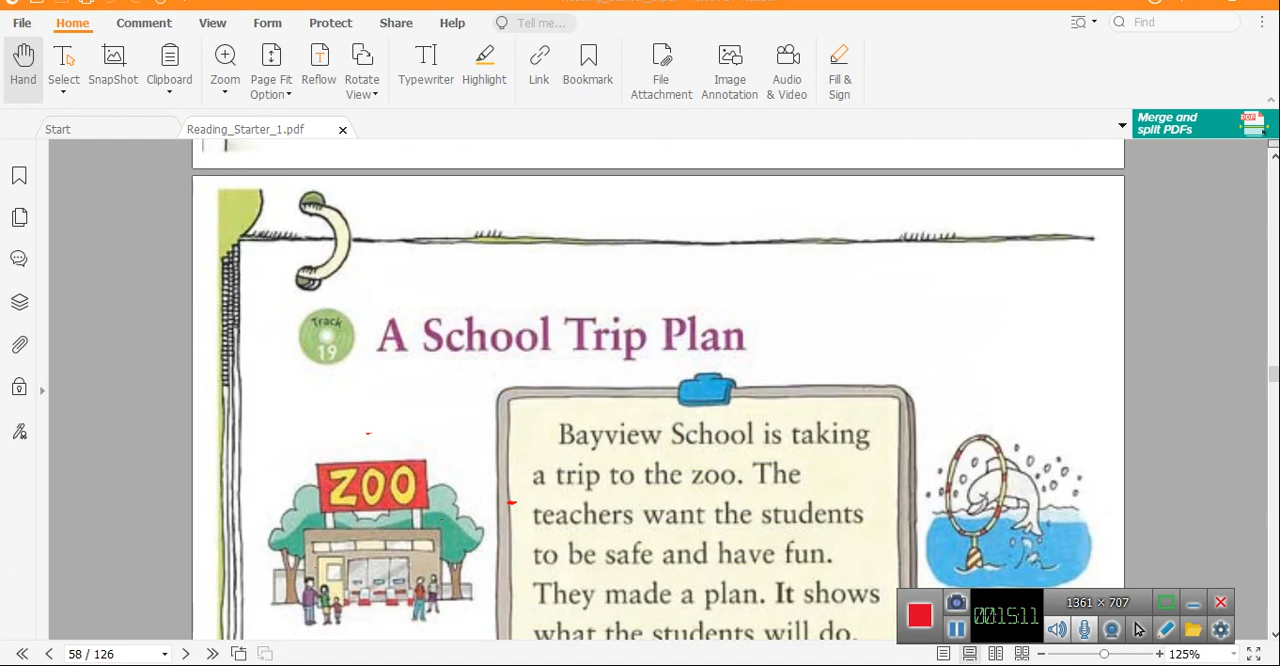 File Home Comment View Form Protect Share Help Tell me... Find
Hand Select SnapShot Clipboard Zoom Page Fit Option Reflow Rotate View Typewriter Highlight Link Bookmark File Attachment Image Annotation Audio & Video Fill & Sign
Start Reading_Starter_1.pdf Merge and split PDFs
Track 19
A School Trip Plan
ZOO
Bayview School is taking
a trip to the zoo. The
teachers want the students
to be safe and have fun.
They made a plan. It shows
what the students will do.
00:15:11 1361 × 707
58 / 126 125%